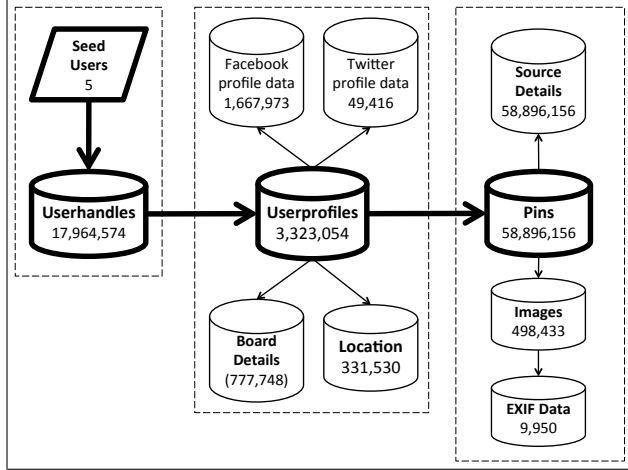 Seed
Users
5
Userhandles
17,964,574
Facebook
profile data
1,667,973
Twitter
profile data
49,416
Userprofiles
3,323,054
Board
Details
(777,748)
Location
331,530
Source
Details
58,896,156
Pins
58,896,156
Images
498,433
EXIF Data
9,950